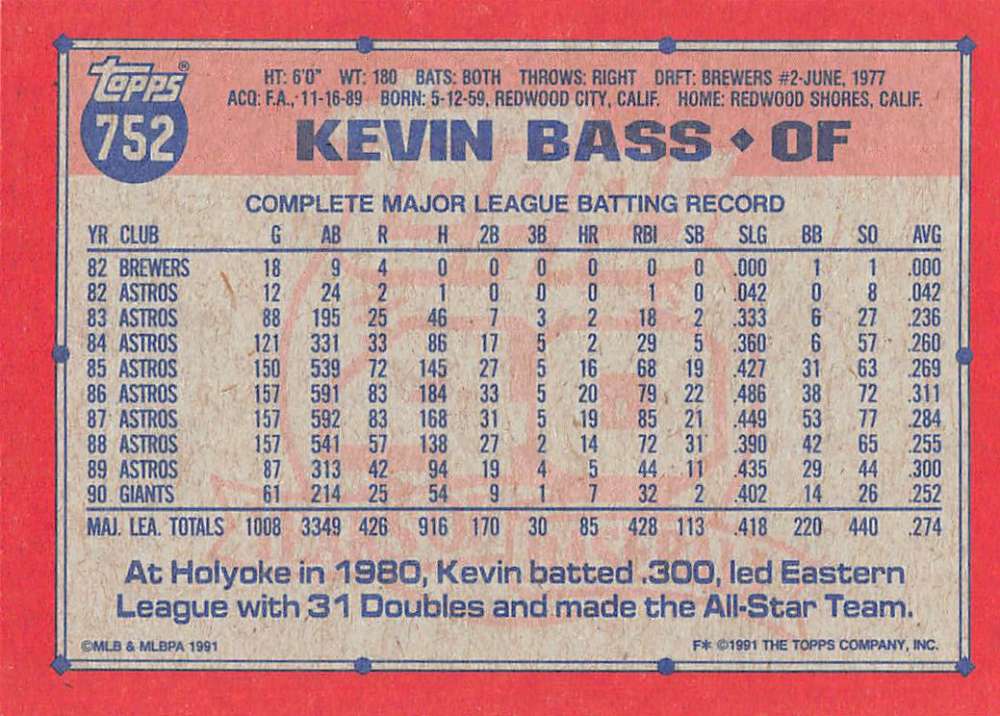 Topps®
752
HT: 6'0" WT: 180 BATS: BOTH THROWS: RIGHT DRFT: BREWERS #2-JUNE, 1977
ACQ: F.A., 11-16-89 BORN: 5-12-59, REDWOOD CITY, CALIF. HOME: REDWOOD SHORES, CALIF.
KEVIN BASS ◆ OF
COMPLETE MAJOR LEAGUE BATTING RECORD
YR CLUB G AB R H 2B 3B HR RBI SB SLG BB SO AVG
82 BREWERS 18 9 4 0 0 0 0 0 0 .000 1 1 .000
82 ASTROS 12 24 2 1 0 0 0 1 0 .042 0 8 .042
83 ASTROS 88 195 25 46 7 3 2 18 2 .333 6 27 .236
84 ASTROS 121 331 33 86 17 5 2 29 5 .360 6 57 .260
85 ASTROS 150 539 72 145 27 5 16 68 19 .427 31 63 .269
86 ASTROS 157 591 83 184 33 5 20 79 22 .486 38 72 .311
87 ASTROS 157 592 83 168 31 5 19 85 21 .449 53 77 .284
88 ASTROS 157 541 57 138 27 2 14 72 31 .390 42 65 .255
89 ASTROS 87 313 42 94 19 4 5 44 11 .435 29 44 .300
90 GIANTS 61 214 25 54 9 1 7 32 2 .402 14 26 .252
MAJ. LEA. TOTALS 1008 3349 426 916 170 30 85 428 113 .418 220 440 .274
At Holyoke in 1980, Kevin batted .300, led Eastern
League with 31 Doubles and made the All-Star Team.
©MLB & MLBPA 1991 F* ©1991 THE TOPPS COMPANY, INC.